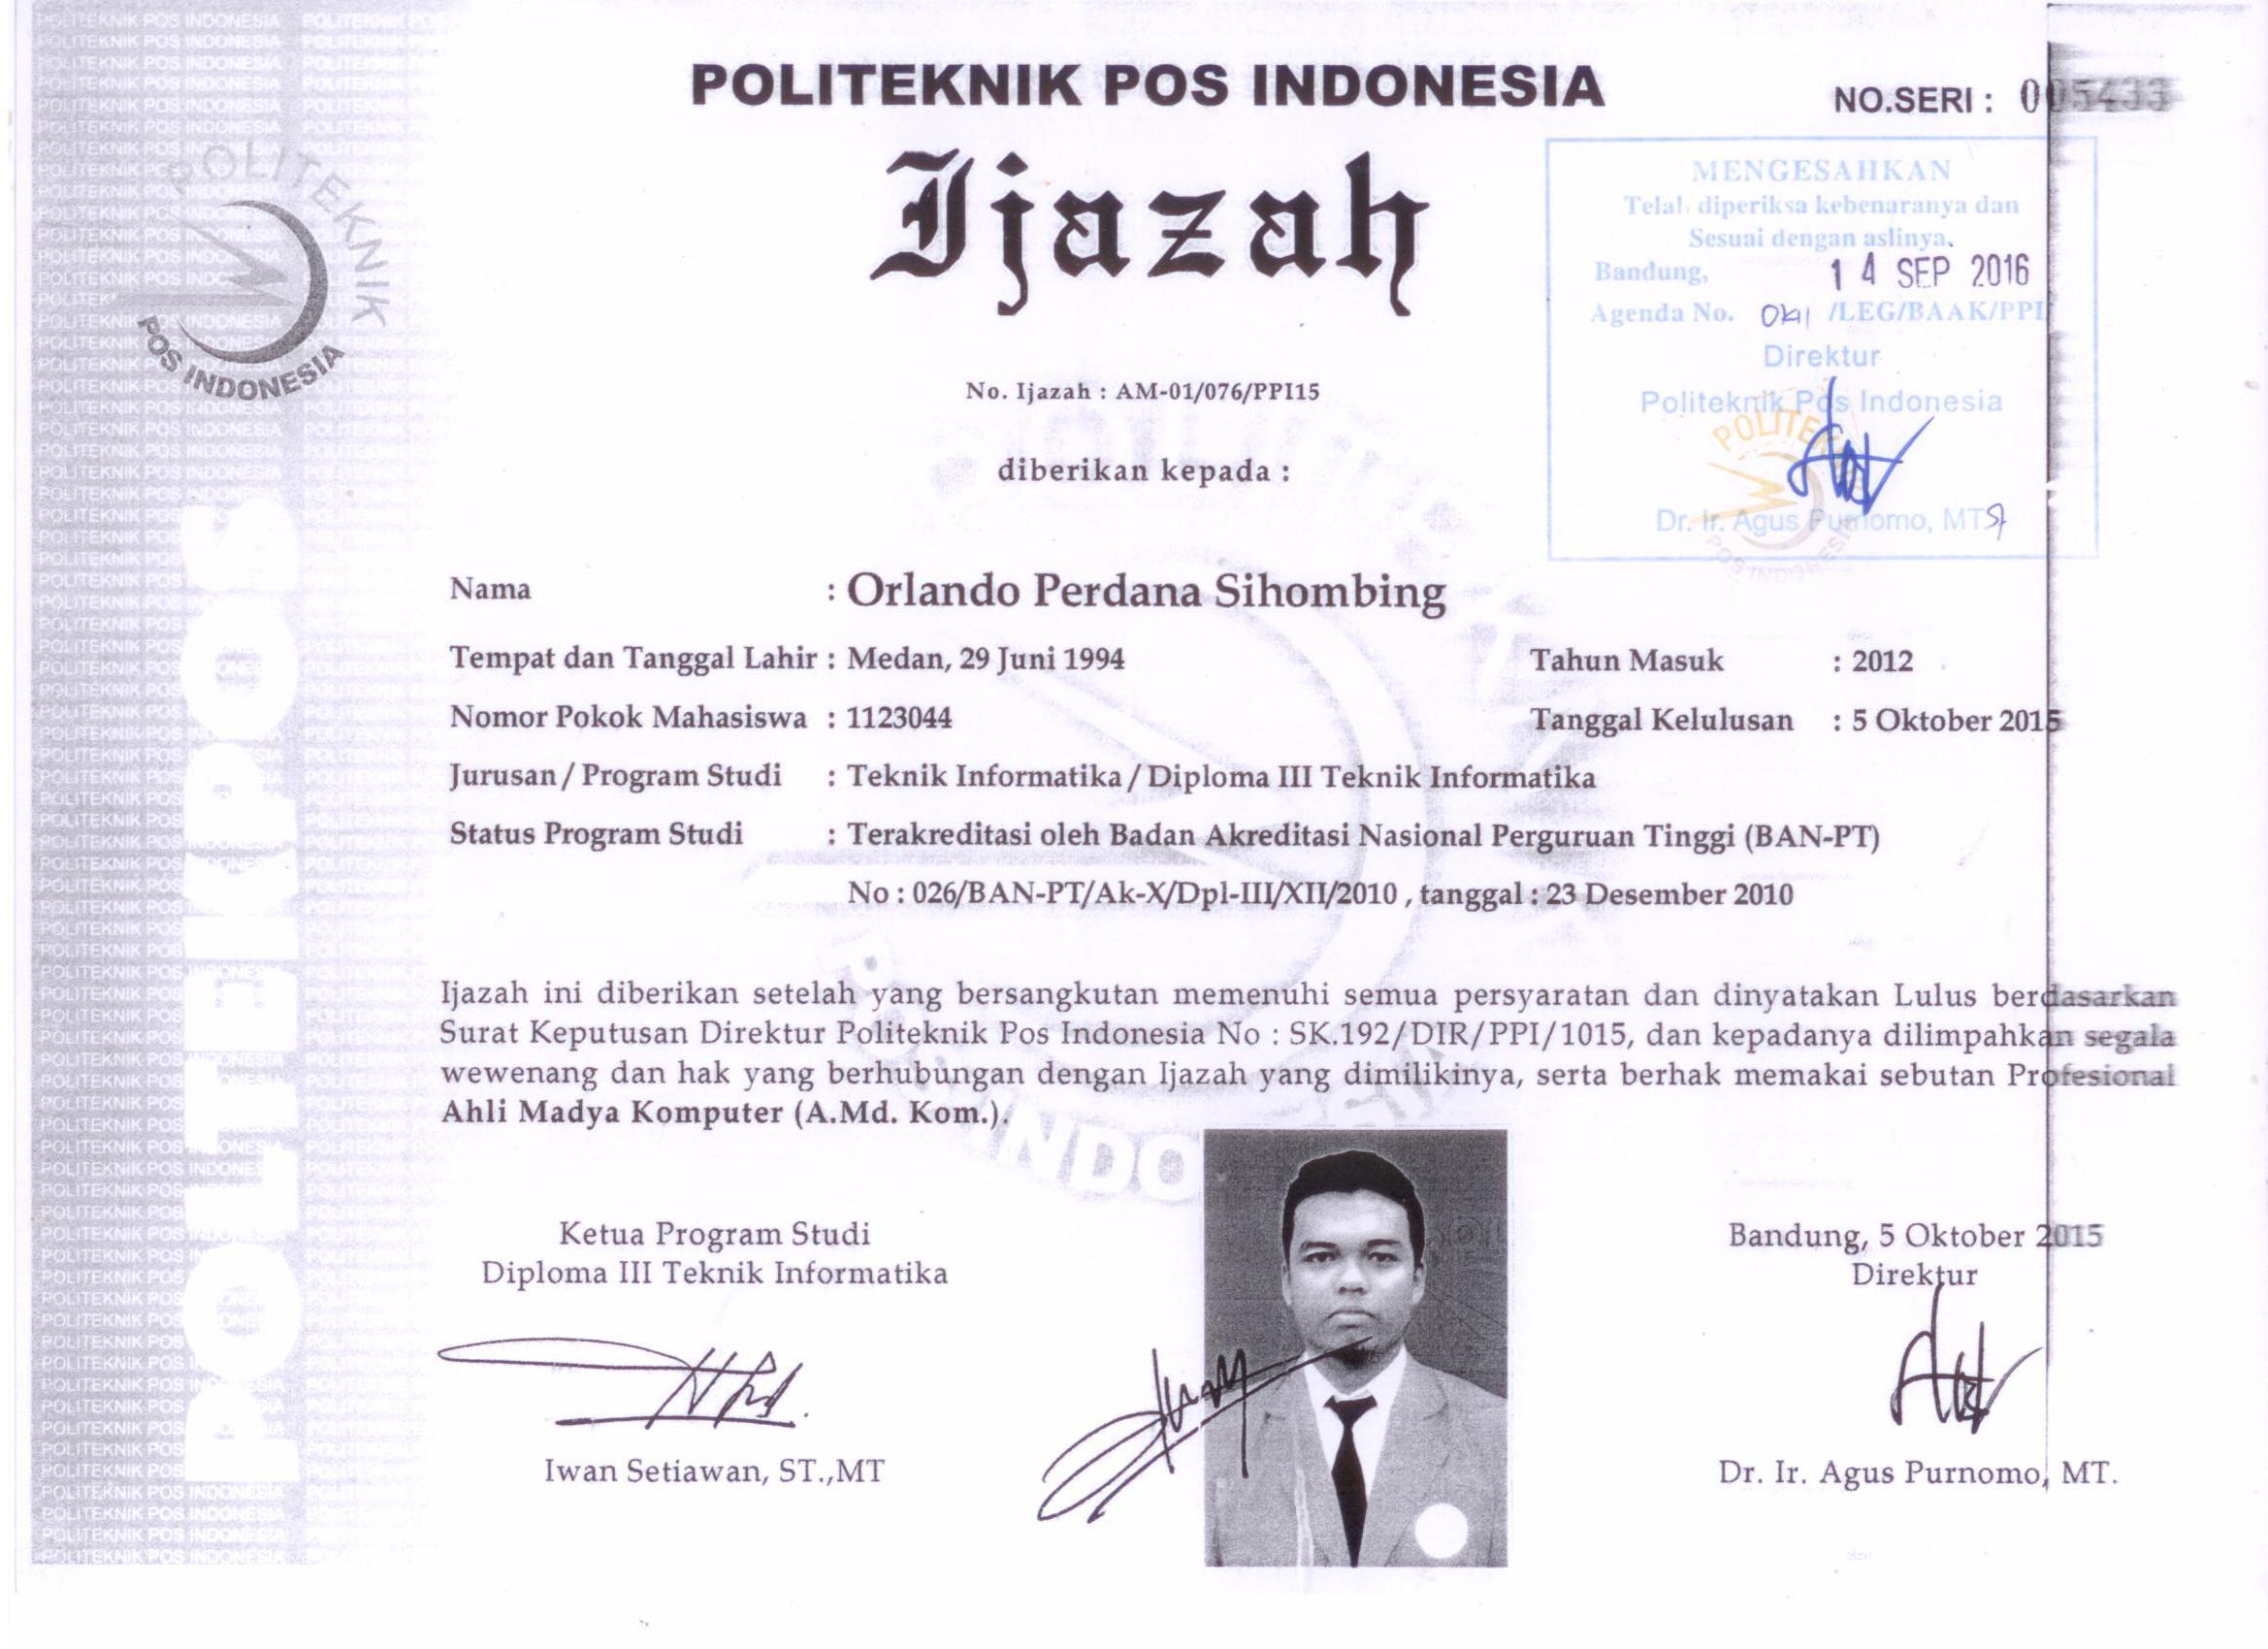 POLITEKNIK POS INDONESIA
NO.SERI : 005433
Ijazah
MENGESAHKAN
Telah diperiksa kebenaranya dan
Sesuai dengan aslinya.
Bandung, 14 SEP 2016
Agenda No. /LEG/BAAK/PPI
Direktur
Politeknik Pos Indonesia
Dr. Ir. Agus Purnomo, MT
POLITEKNIK
POS INDONESIA
No. Ijazah : AM-01/076/PPI15
diberikan kepada :
Nama : Orlando Perdana Sihombing
Tempat dan Tanggal Lahir : Medan, 29 Juni 1994
Tahun Masuk : 2012
Nomor Pokok Mahasiswa : 1123044
Tanggal Kelulusan : 5 Oktober 2015
Jurusan / Program Studi : Teknik Informatika / Diploma III Teknik Informatika
Status Program Studi : Terakreditasi oleh Badan Akreditasi Nasional Perguruan Tinggi (BAN-PT)
No : 026/BAN-PT/Ak-X/Dpl-III/XII/2010 , tanggal : 23 Desember 2010
Ijazah ini diberikan setelah yang bersangkutan memenuhi semua persyaratan dan dinyatakan Lulus berdasarkan
Surat Keputusan Direktur Politeknik Pos Indonesia No : SK.192/DIR/PPI/1015, dan kepadanya dilimpahkan segala
wewenang dan hak yang berhubungan dengan Ijazah yang dimilikinya, serta berhak memakai sebutan Profesional
Ahli Madya Komputer (A.Md. Kom.).
Ketua Program Studi
Diploma III Teknik Informatika
Iwan Setiawan, ST.,MT
Bandung, 5 Oktober 2015
Direktur
Dr. Ir. Agus Purnomo, MT.
POLTEKPOS